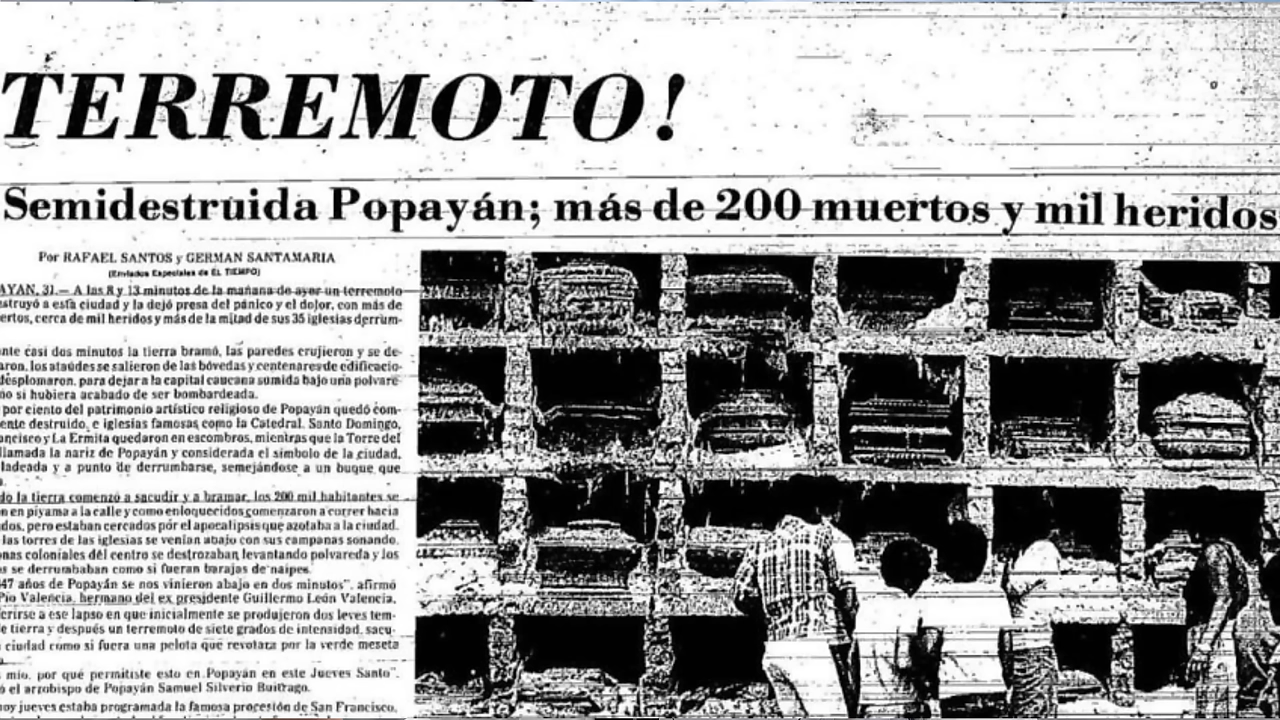 TERREMOTO!
Semidestruida Popayán; más de 200 muertos y mil heridos
Por RAFAEL SANTOS y GERMAN SANTAMARIA
(Enviados Especiales de EL TIEMPO)
AYAN, 31.— A las 8 y 13 minutos de la mañana de ayer un terremoto
struyó a esta ciudad y la dejó presa del pánico y el dolor, con más de
ertos, cerca de mil heridos y más de la mitad de sus 35 iglesias derrum-
nte casi dos minutos la tierra bramó, las paredes crujieron y se de-
aron, los ataúdes se salieron de las bóvedas y centenares de edificacio-
desplomaron, para dejar a la capital caucana sumida bajo una polvare-
no si hubiera acabado de ser bombardeada.
por ciento del patrimonio artístico religioso de Popayán quedó com-
ente destruido, e iglesias famosas como la Catedral, Santo Domingo,
ancisco y La Ermita quedaron en escombros, mientras que la Torre del
llamada la nariz de Popayán y considerada el símbolo de la ciudad,
ladeada y a punto de derrumbarse, semejándose a un buque que
do la tierra comenzó a sacudir y a bramar, los 200 mil habitantes se
n en piyama a la calle y como enloquecidos comenzaron a correr hacia
dos, pero estaban cercados por el apocalipsis que azotaba a la ciudad.
las torres de las iglesias se venían abajo con sus campanas sonando.
nas coloniales del centro se destrozaban levantando polvareda y los
s se derrumbaban como si fueran barajas de naipes.
47 años de Popayán se nos vinieron abajo en dos minutos", afirmó
Pío Valencia, hermano del ex presidente Guillermo León Valencia,
erirse a ese lapso en que inicialmente se produjeron dos leves tem-
e tierra y después un terremoto de siete grados de intensidad, sacu-
ciudad como si fuera una pelota que revotara por la verde meseta
mío, por qué permitiste esto en Popayán en este Jueves Santo".
ó el arzobispo de Popayán Samuel Silverio Buitrago.
hoy jueves estaba programada la famosa procesión de San Francisco,